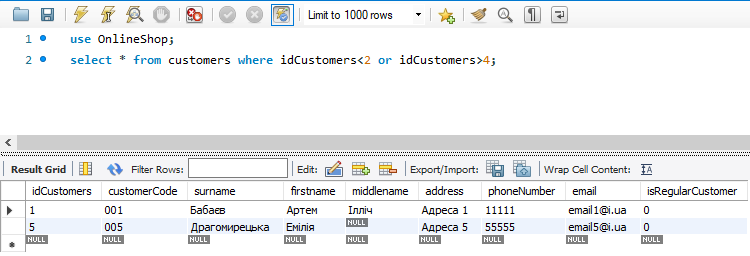 Limit to 1000 rows
1 use OnlineShop;
2 select * from customers where idCustomers<2 or idCustomers>4;
Result Grid Filter Rows: Edit: Export/Import: Wrap Cell Content: IA
idCustomers customerCode surname firstname middlename address phoneNumber email isRegularCustomer
1 001 Бабаєв Артем Ілліч Адреса 1 11111 email1@i.ua 0
5 005 Драгомирецька Емілія NULL Адреса 5 55555 email5@i.ua 0
NULL NULL NULL NULL NULL NULL NULL NULL NULL